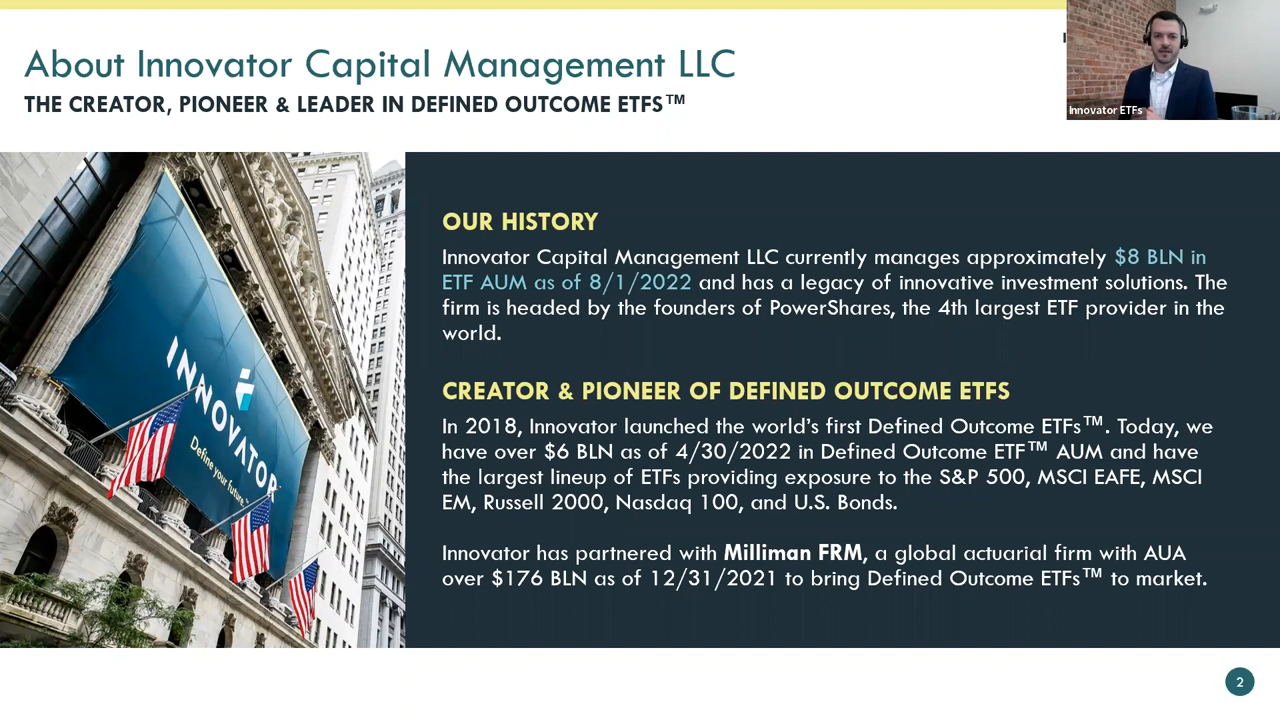 About Innovator Capital Management LLC
THE CREATOR, PIONEER & LEADER IN DEFINED OUTCOME ETFS™
Innovator ETFs
INNOVATOR
Define your future.™
OUR HISTORY
Innovator Capital Management LLC currently manages approximately $8 BLN in
ETF AUM as of 8/1/2022 and has a legacy of innovative investment solutions. The
firm is headed by the founders of PowerShares, the 4th largest ETF provider in the
world.
CREATOR & PIONEER OF DEFINED OUTCOME ETFS
In 2018, Innovator launched the world's first Defined Outcome ETFs™. Today, we
have over $6 BLN as of 4/30/2022 in Defined Outcome ETF™ AUM and have
the largest lineup of ETFs providing exposure to the S&P 500, MSCI EAFE, MSCI
EM, Russell 2000, Nasdaq 100, and U.S. Bonds.
Innovator has partnered with Milliman FRM, a global actuarial firm with AUA
over $176 BLN as of 12/31/2021 to bring Defined Outcome ETFs™ to market.
2